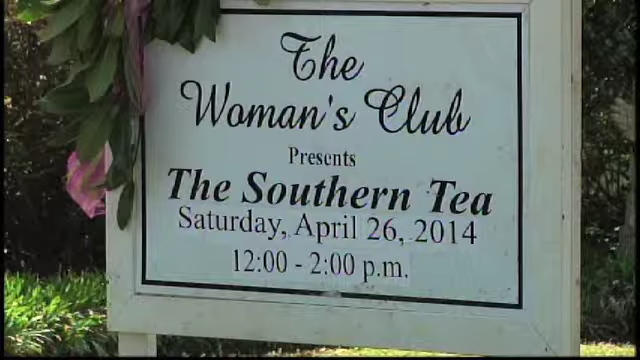 The
Woman's Club
Presents
The Southern Tea
Saturday, April 26, 2014
12:00 - 2:00 p.m.